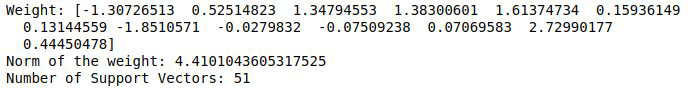 Weight: [-1.30726513 0.52514823 1.34794553 1.38300601 1.61374734 0.15936149
0.13144559 -1.8510571 -0.0279832 -0.07509238 0.07069583 2.72990177
0.44450478]
Norm of the weight: 4.4101043605317525
Number of Support Vectors: 51